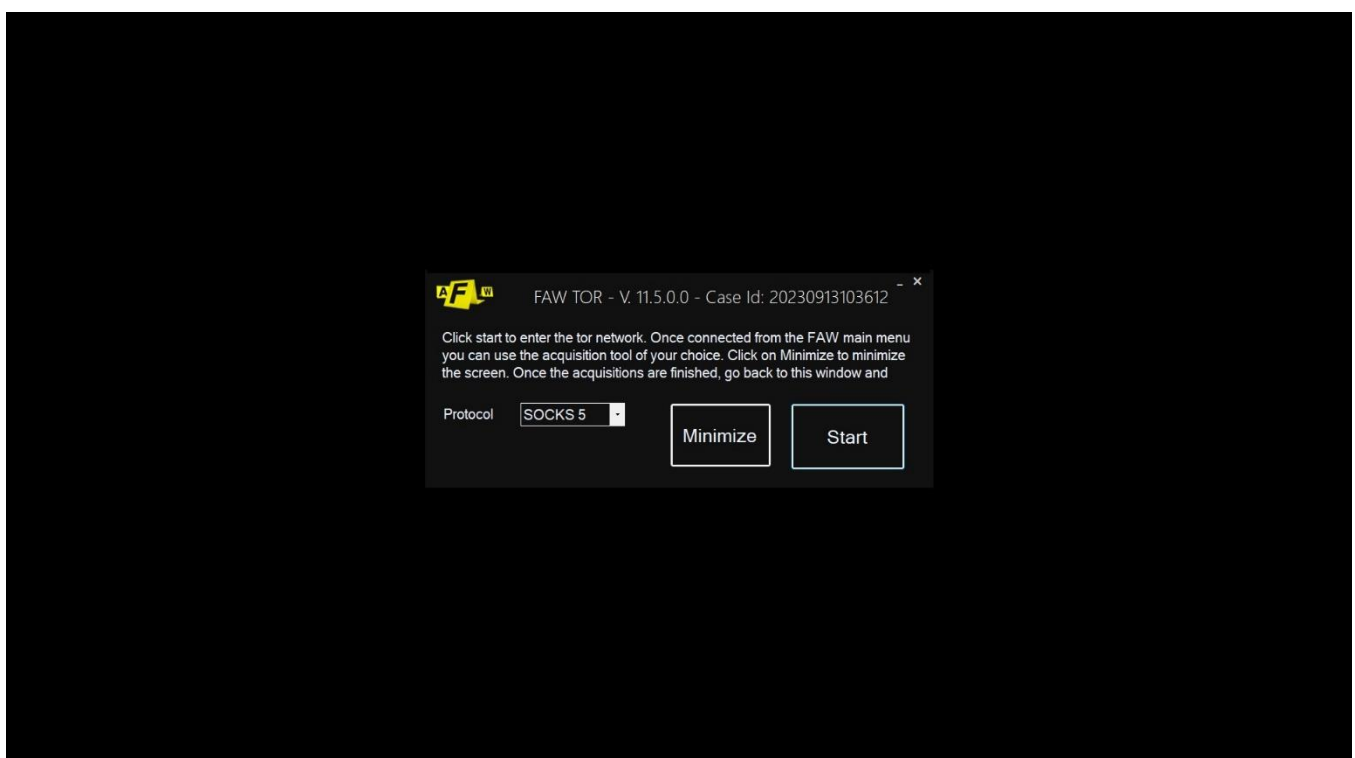 AFAW
FAW TOR - V. 11.5.0.0 - Case Id: 20230913103612
Click start to enter the tor network. Once connected from the FAW main menu
you can use the acquisition tool of your choice. Click on Minimize to minimize
the screen. Once the acquisitions are finished, go back to this window and
Protocol
SOCKS 5
Minimize
Start